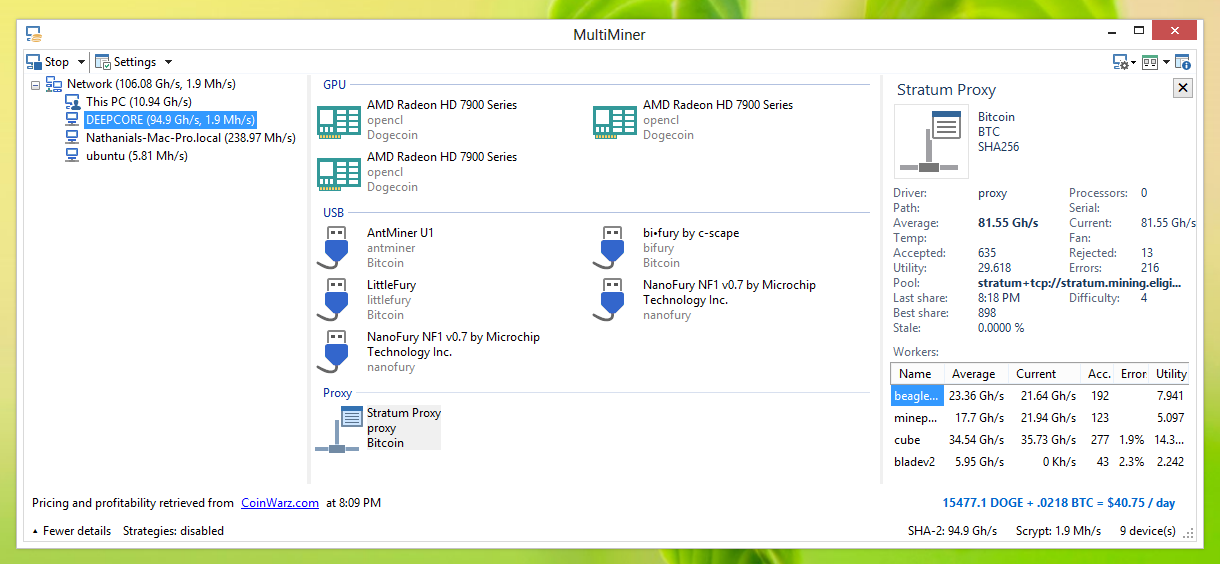 MultiMiner
Stop Settings
Network (106.08 Gh/s, 1.9 Mh/s)
This PC (10.94 Gh/s)
DEEPCORE (94.9 Gh/s, 1.9 Mh/s)
Nathanials-Mac-Pro.local (238.97 Mh/s)
ubuntu (5.81 Mh/s)
GPU
AMD Radeon HD 7900 Series
opencl
Dogecoin
AMD Radeon HD 7900 Series
opencl
Dogecoin
AMD Radeon HD 7900 Series
opencl
Dogecoin
USB
AntMiner U1
antminer
Bitcoin
bi•fury by c-scape
bifury
Bitcoin
LittleFury
littlefury
Bitcoin
NanoFury NF1 v0.7 by Microchip
Technology Inc.
nanofury
NanoFury NF1 v0.7 by Microchip
Technology Inc.
nanofury
Proxy
Stratum Proxy
proxy
Bitcoin
Stratum Proxy
Bitcoin
BTC
SHA256
Driver: proxy Processors: 0
Path: Serial:
Average: 81.55 Gh/s Current: 81.55 Gh/s
Temp: Fan:
Accepted: 635 Rejected: 13
Utility: 29.618 Errors: 216
Pool: stratum+tcp://stratum.mining.eligi...
Last share: 8:18 PM Difficulty: 4
Best share: 898
Stale: 0.0000 %
Workers:
Name Average Current Acc. Error Utility
beagle... 23.36 Gh/s 21.64 Gh/s 192 7.941
minep... 17.7 Gh/s 21.94 Gh/s 123 5.097
cube 34.54 Gh/s 35.73 Gh/s 277 1.9% 14.3...
bladev2 5.95 Gh/s 0 Kh/s 43 2.3% 2.242
Pricing and profitability retrieved from CoinWarz.com at 8:09 PM
15477.1 DOGE + .0218 BTC = $40.75 / day
Fewer details Strategies: disabled
SHA-2: 94.9 Gh/s Scrypt: 1.9 Mh/s 9 device(s)